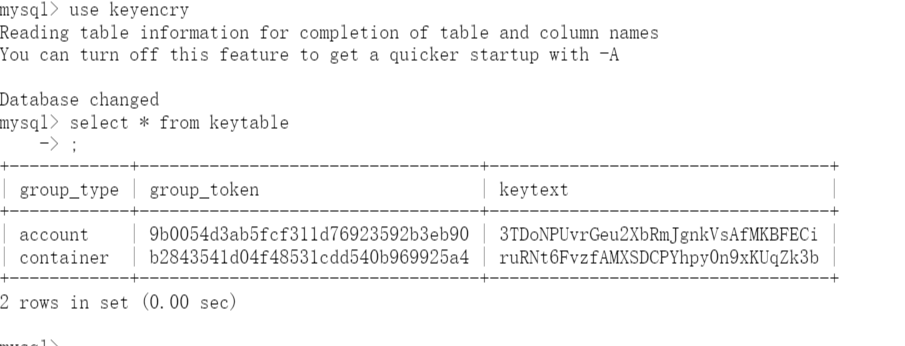 mysql> use keyencry
Reading table information for completion of table and column names
You can turn off this feature to get a quicker startup with -A
Database changed
mysql> select * from keytable
-> ;
+------------+----------------------------------+----------------------------------+
| group_type | group_token | keytext |
+------------+----------------------------------+----------------------------------+
| account | 9b0054d3ab5fcf311d76923592b3eb90 | 3TDoNPUvrGeu2XbRmJgnkVsAfMKBFECi |
| container | b2843541d04f48531cdd540b969925a4 | ruRNt6FvzfAMXSDCPYhpy0n9xKUqZk3b |
+------------+----------------------------------+----------------------------------+
2 rows in set (0.00 sec)
mysql>